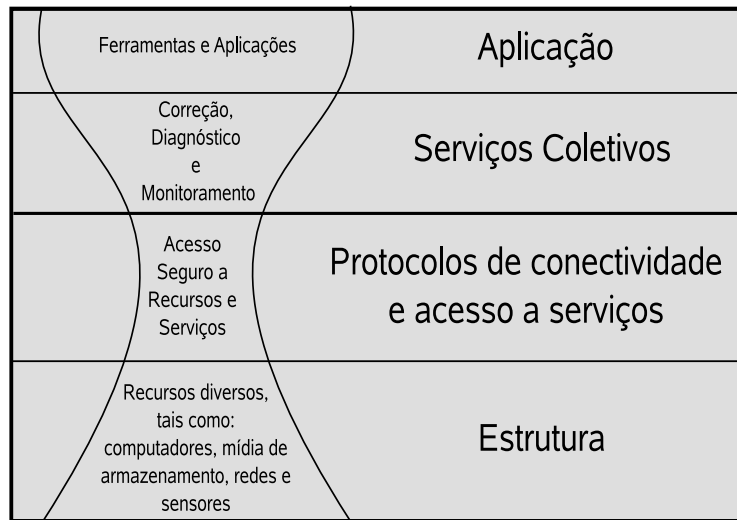 Ferramentas e Aplicações
Aplicação
Correção,
Diagnóstico
e
Monitoramento
Serviços Coletivos
Acesso
Seguro a
Recursos e
Serviços
Protocolos de conectividade
e acesso a serviços
Recursos diversos,
tais como:
computadores, mídia de
armazenamento, redes e
sensores
Estrutura